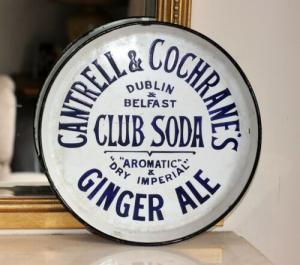 CANTRELL & COCHRANE'S
DUBLIN
&
BELFAST
CLUB SODA
"AROMATIC"
&
"DRY IMPERIAL"
GINGER ALE